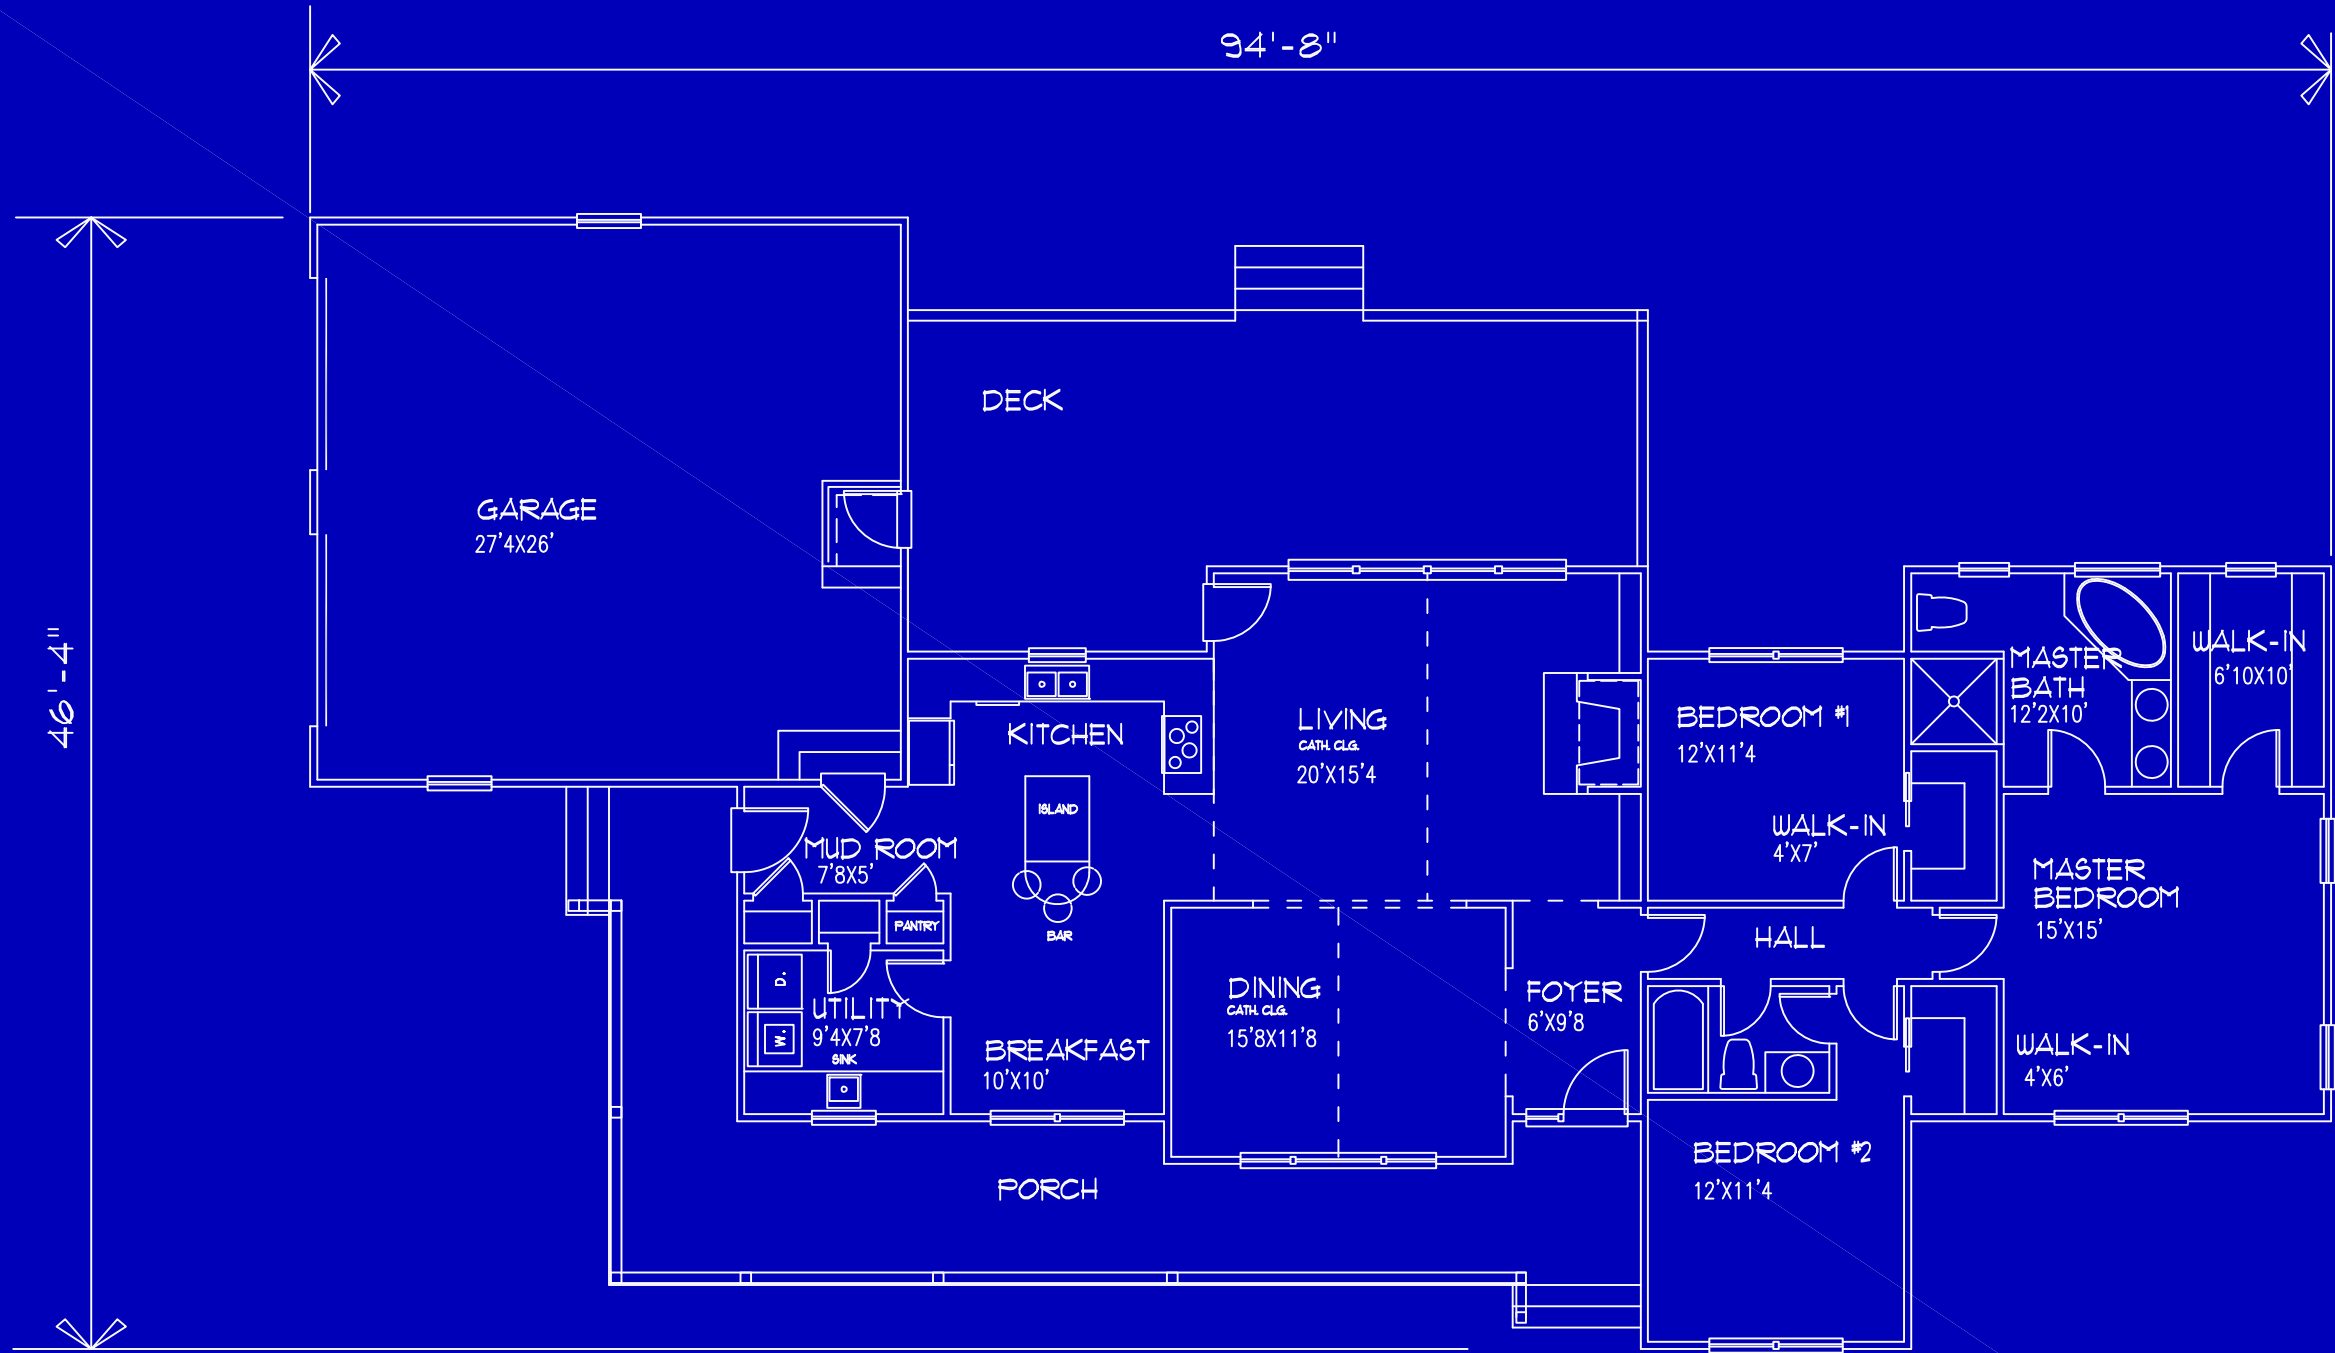 94'-8"
46'-4"
DECK
GARAGE
27'4X26'
WALK-IN
6'10X10'
MASTER
BATH
12'2X10'
LIVING
CATH. CLG.
20'X15'4
BEDROOM #1
12'X11'4
KITCHEN
ISLAND
BAR
WALK-IN
4'X7'
MUD ROOM
7'8X5'
MASTER
BEDROOM
15'X15'
PANTRY
HALL
D.
W.
UTILITY
9'4X7'8
SINK
DINING
CATH. CLG.
15'8X11'8
FOYER
6'X9'8
BREAKFAST
10'X10'
WALK-IN
4'X6'
BEDROOM #2
12'X11'4
PORCH